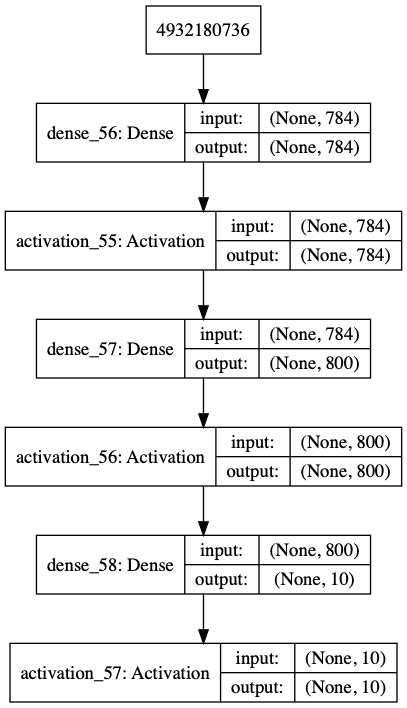 4932180736
dense_56: Dense
input: (None, 784)
output: (None, 784)
activation_55: Activation
input: (None, 784)
output: (None, 784)
dense_57: Dense
input: (None, 784)
output: (None, 800)
activation_56: Activation
input: (None, 800)
output: (None, 800)
dense_58: Dense
input: (None, 800)
output: (None, 10)
activation_57: Activation
input: (None, 10)
output: (None, 10)